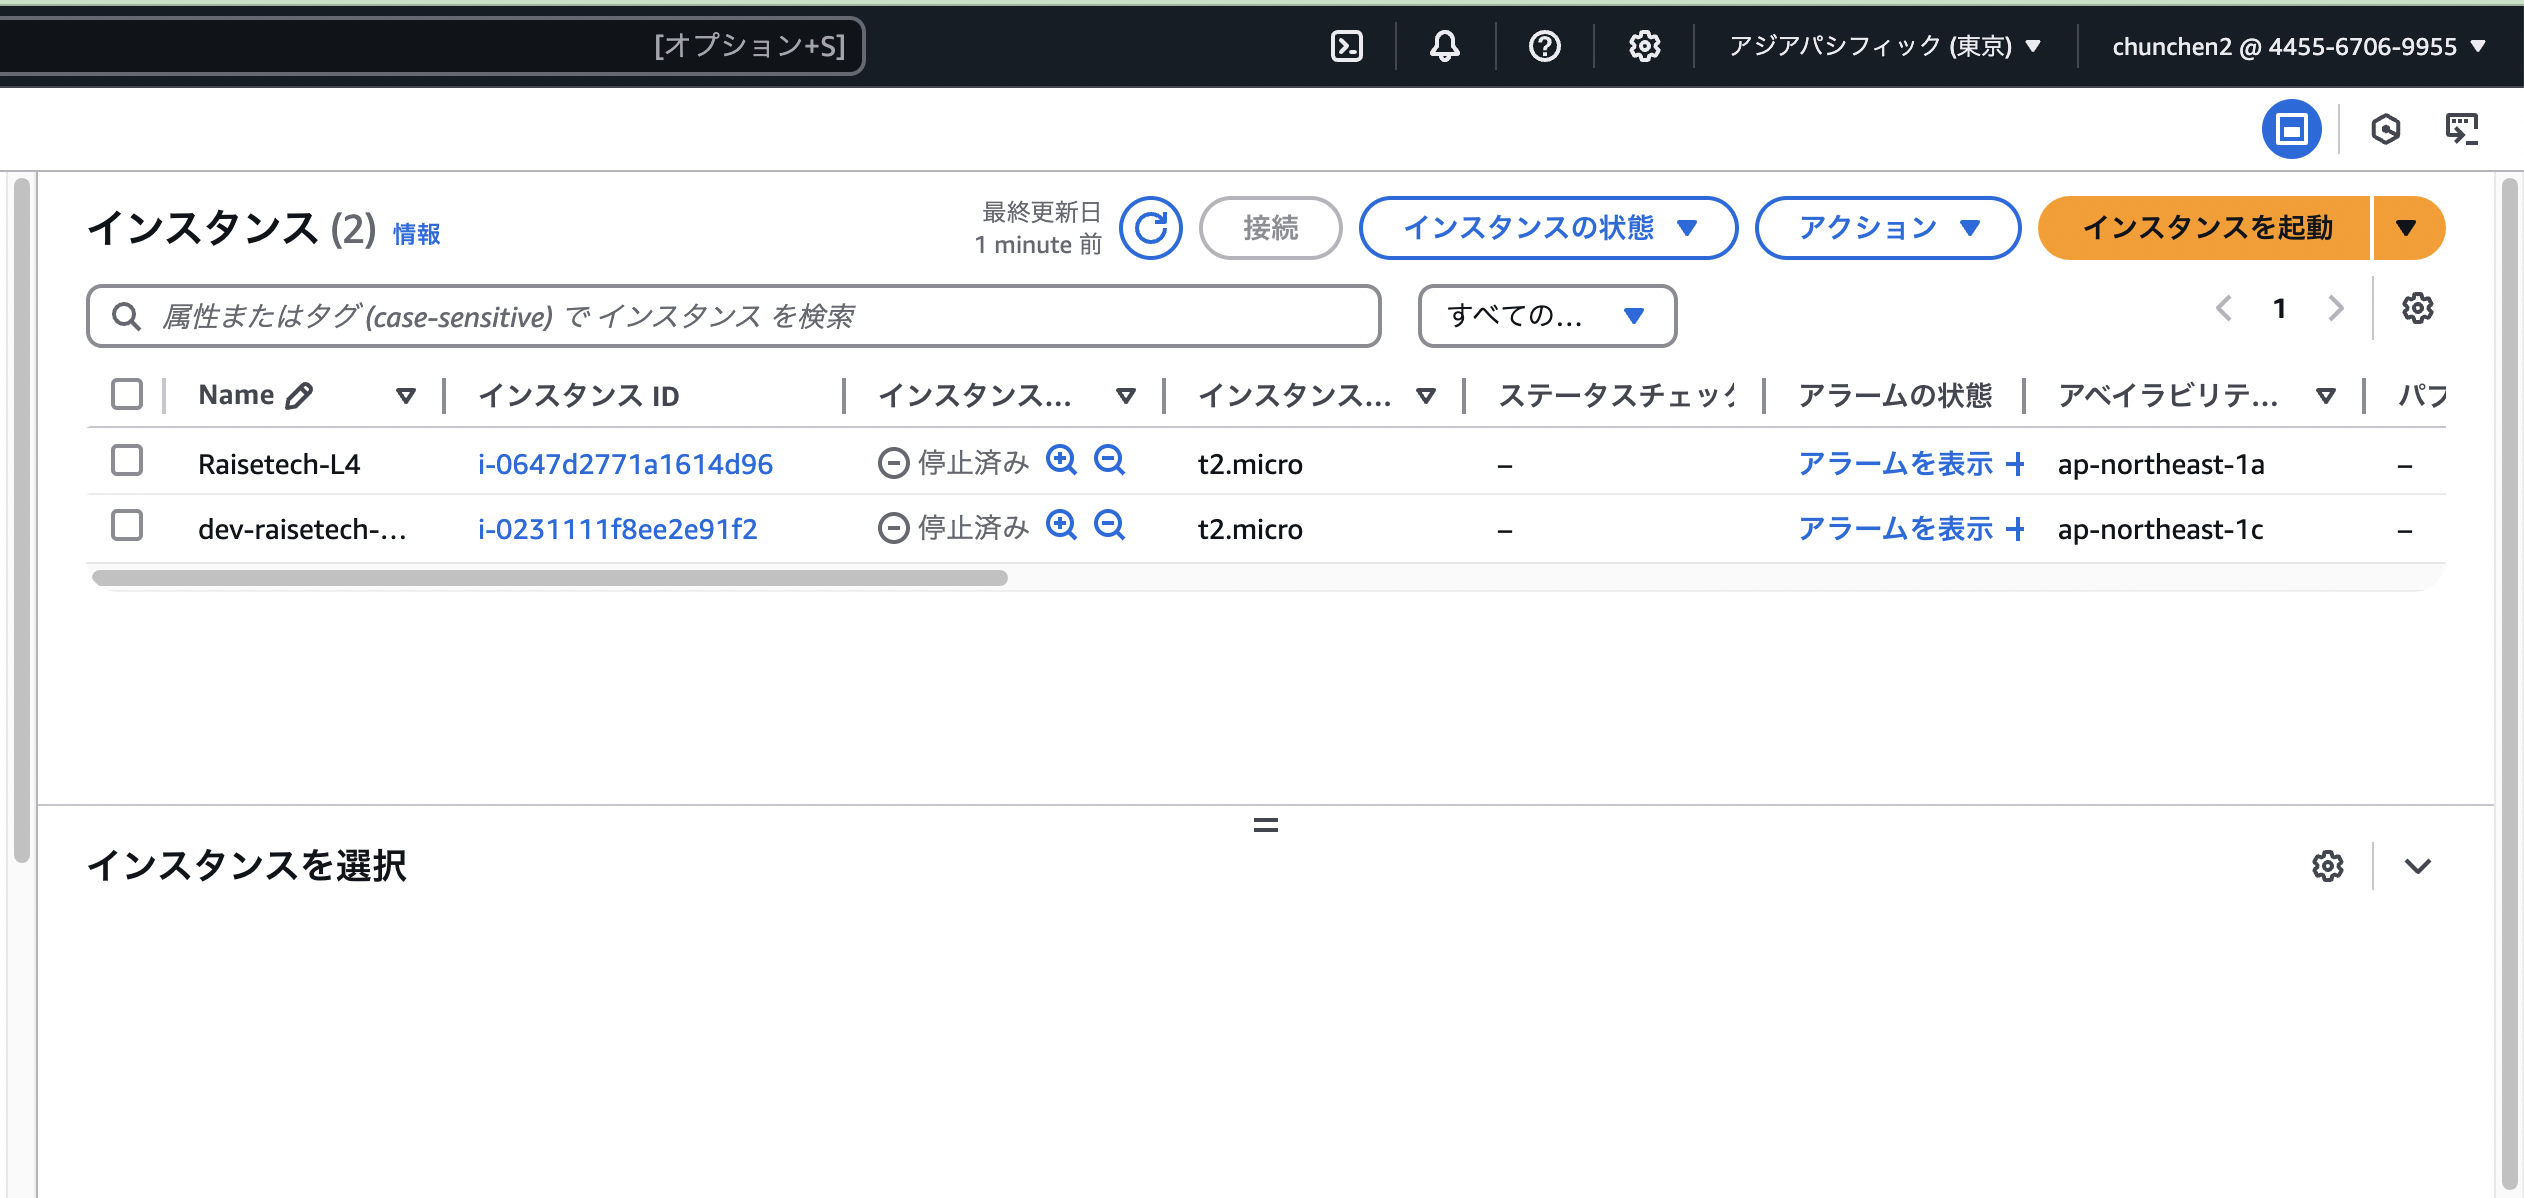 [オプション+S]
アジアパシフィック (東京)
chunchen2 @ 4455-6706-9955
インスタンス (2) 情報
最終更新日
1 minute 前
接続
インスタンスの状態
アクション
インスタンスを起動
属性またはタグ (case-sensitive) で インスタンス を検索
すべての...
1
Name インスタンス ID インスタンス... インスタンス... ステータスチェック アラームの状態 アベイラビリテ... パブ
Raisetech-L4 i-0647d2771a1614d96 停止済み t2.micro – アラームを表示 + ap-northeast-1a –
dev-raisetech-... i-0231111f8ee2e91f2 停止済み t2.micro – アラームを表示 + ap-northeast-1c –
インスタンスを選択